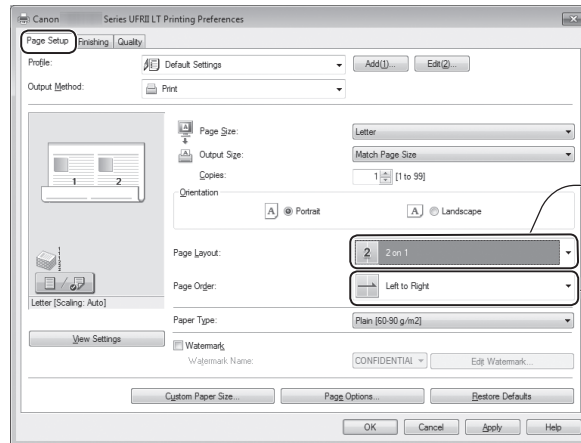 Canon Series UFRII LT Printing Preferences
Page Setup Finishing Quality
Profile: Default Settings Add(1)... Edit(2)...
Output Method: Print
Page Size: Letter
Output Size: Match Page Size
Copies: 1 [1 to 99]
Orientation
A Portrait A Landscape
1 2
Page Layout: 2 2 on 1
Page Order: Left to Right
Letter [Scaling: Auto]
Paper Type: Plain [60-90 g/m2]
View Settings
Watermark
Watermark Name: CONFIDENTIAL Edit Watermark...
Custom Paper Size... Page Options... Restore Defaults
OK Cancel Apply Help